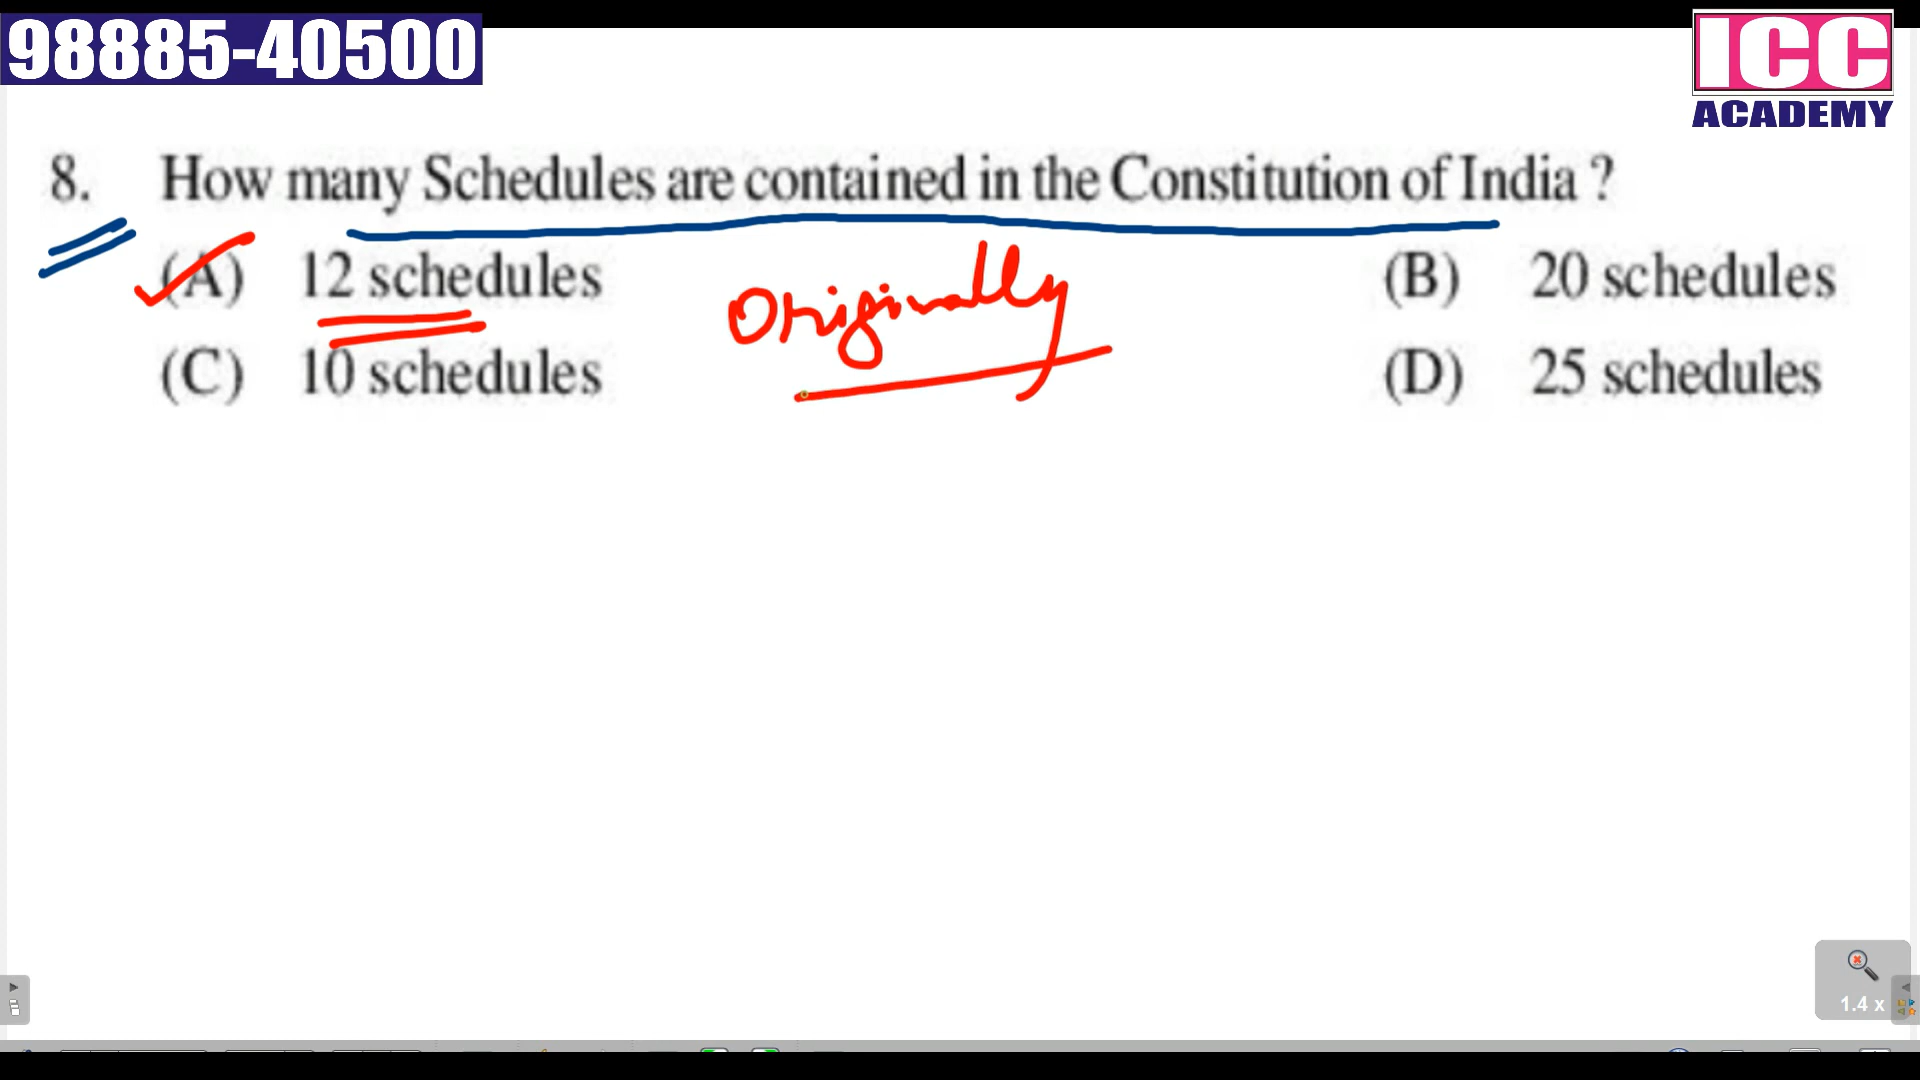 98885-40500
ICC
ACADEMY
8. How many Schedules are contained in the Constitution of India ?
(A) 12 schedules
(B) 20 schedules
Originally
(C) 10 schedules
(D) 25 schedules
1.4 x